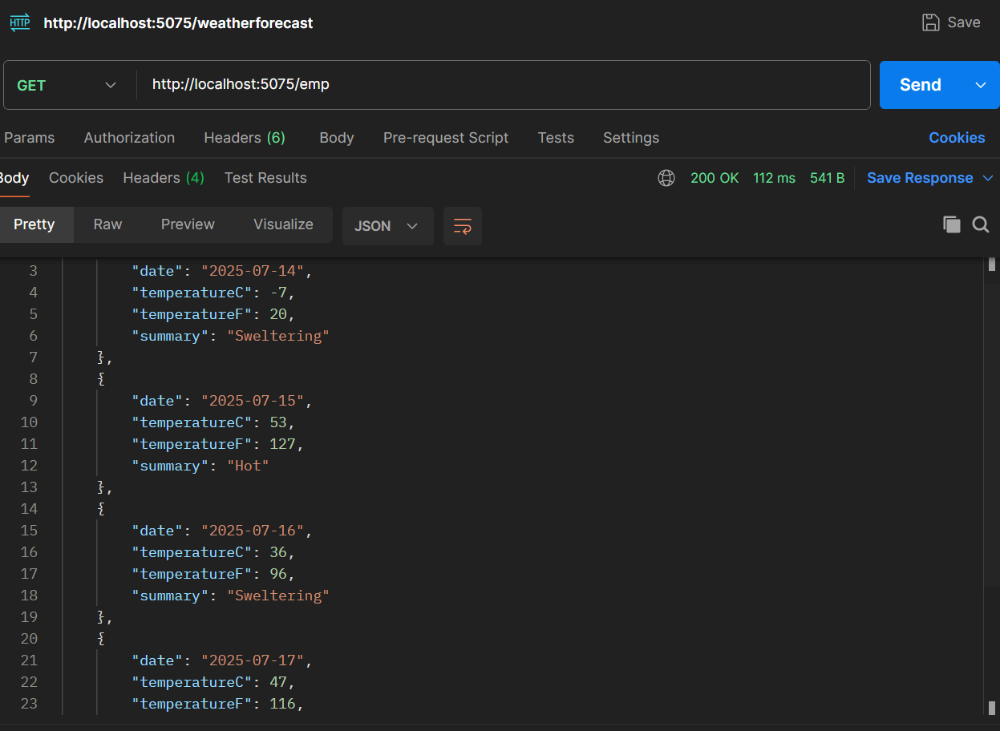 HTTP http://localhost:5075/weatherforecast Save
GET http://localhost:5075/emp Send
Params Authorization Headers (6) Body Pre-request Script Tests Settings Cookies
Body Cookies Headers (4) Test Results 200 OK 112 ms 541 B Save Response
Pretty Raw Preview Visualize JSON
3 "date": "2025-07-14",
4 "temperatureC": -7,
5 "temperatureF": 20,
6 "summary": "Sweltering"
7 },
8 {
9 "date": "2025-07-15",
10 "temperatureC": 53,
11 "temperatureF": 127,
12 "summary": "Hot"
13 },
14 {
15 "date": "2025-07-16",
16 "temperatureC": 36,
17 "temperatureF": 96,
18 "summary": "Sweltering"
19 },
20 {
21 "date": "2025-07-17",
22 "temperatureC": 47,
23 "temperatureF": 116,